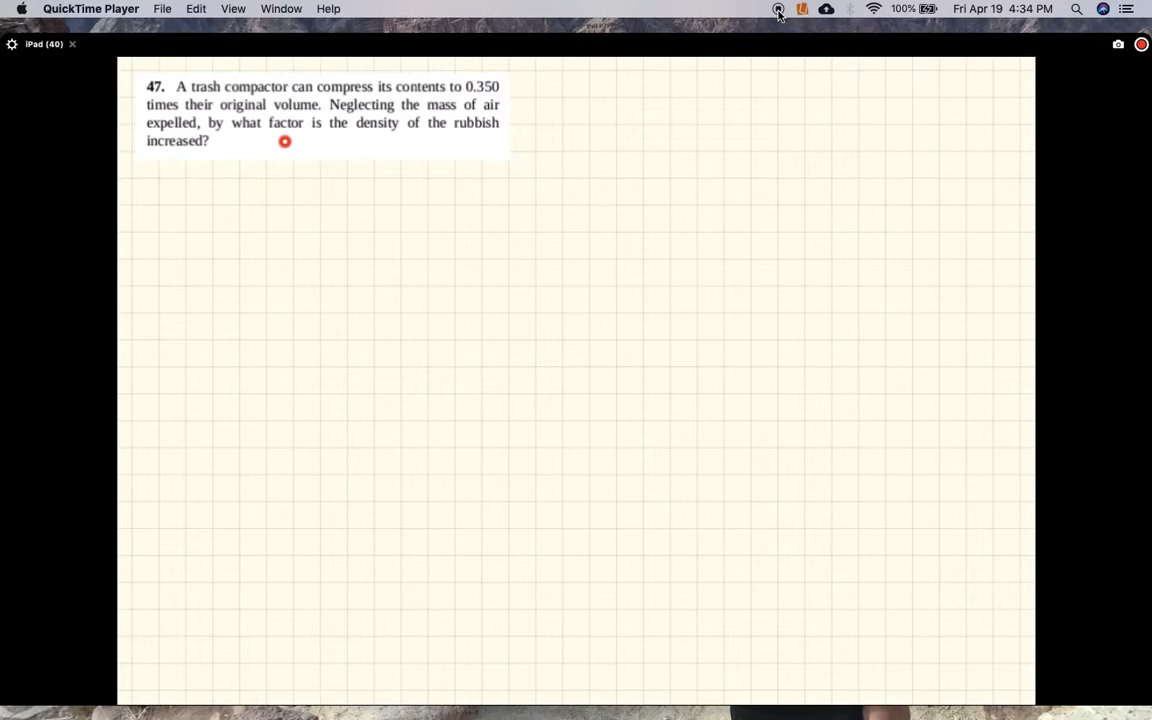 QuickTime Player File Edit View Window Help 100% Fri Apr 19 4:34 PM
iPad (40)
47. A trash compactor can compress its contents to 0.350
times their original volume. Neglecting the mass of air
expelled, by what factor is the density of the rubbish
increased?